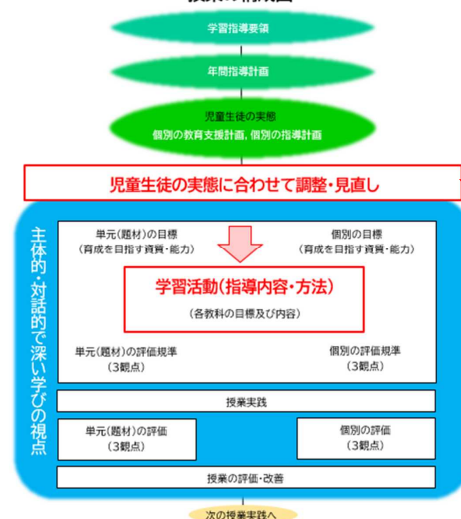 授業の構成図
学習指導要領
年間指導計画
児童生徒の実態
個別の教育支援計画, 個別の指導計画
児童生徒の実態に合わせて調整・見直し
主体的・対話的で深い学びの視点
単元(題材)の目標
(育成を目指す資質・能力)
個別の目標
(育成を目指す資質・能力)
学習活動(指導内容・方法)
(各教科の目標及び内容)
単元(題材)の評価規準
(3観点)
個別の評価規準
(3観点)
授業実践
単元(題材)の評価
(3観点)
個別の評価
(3観点)
授業の評価・改善
次の授業実践へ